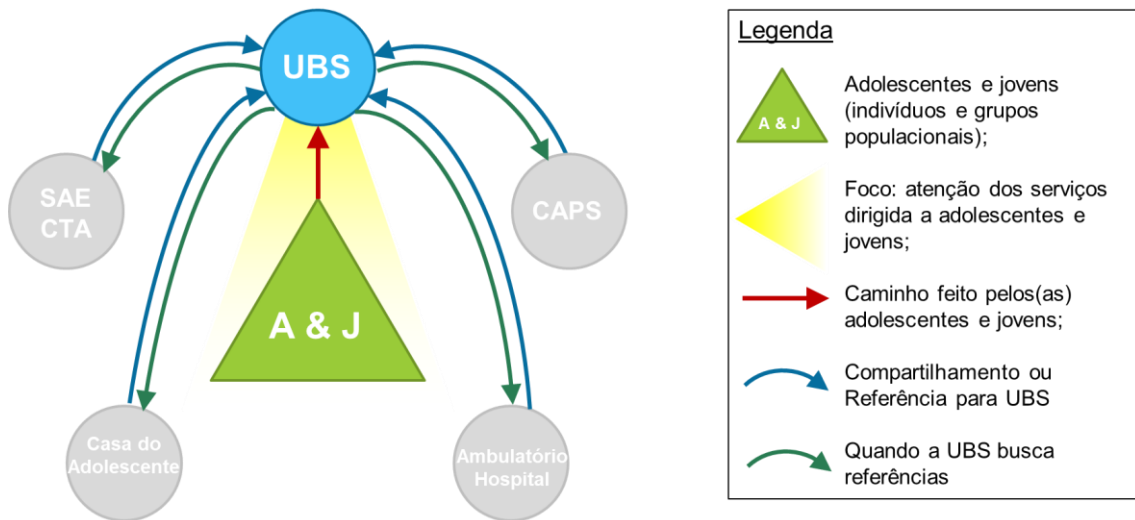 UBS
SAE
CTA
CAPS
A & J
Casa do
Adolescente
Ambulatório
Hospital
Legenda
A & J
Adolescentes e jovens
(indivíduos e grupos
populacionais);
Foco: atenção dos serviços
dirigida a adolescentes e
jovens;
Caminho feito pelos(as)
adolescentes e jovens;
Compartilhamento ou
Referência para UBS
Quando a UBS busca
referências